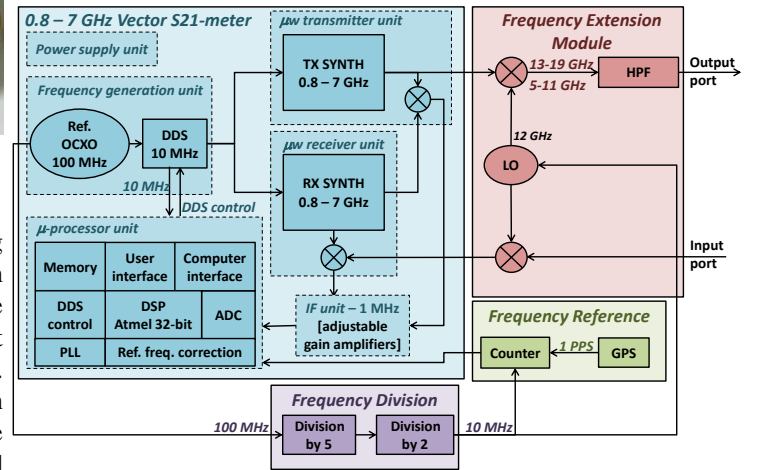 0.8 – 7 GHz Vector S21-meter
Power supply unit
Frequency generation unit
Ref.
OCXO
100 MHz
DDS
10 MHz
10 MHz
DDS control
μw transmitter unit
TX SYNTH
0.8 – 7 GHz
μw receiver unit
RX SYNTH
0.8 – 7 GHz
μ-processor unit
Memory
User
interface
Computer
interface
DDS
control
DSP
Atmel 32-bit
ADC
PLL
Ref. freq. correction
IF unit – 1 MHz
[adjustable
gain amplifiers]
Frequency Extension
Module
13-19 GHz
5-11 GHz
HPF
Output
port
12 GHz
LO
Input
port
Frequency Reference
Counter
1 PPS
GPS
Frequency Division
100 MHz
Division
by 5
Division
by 2
10 MHz